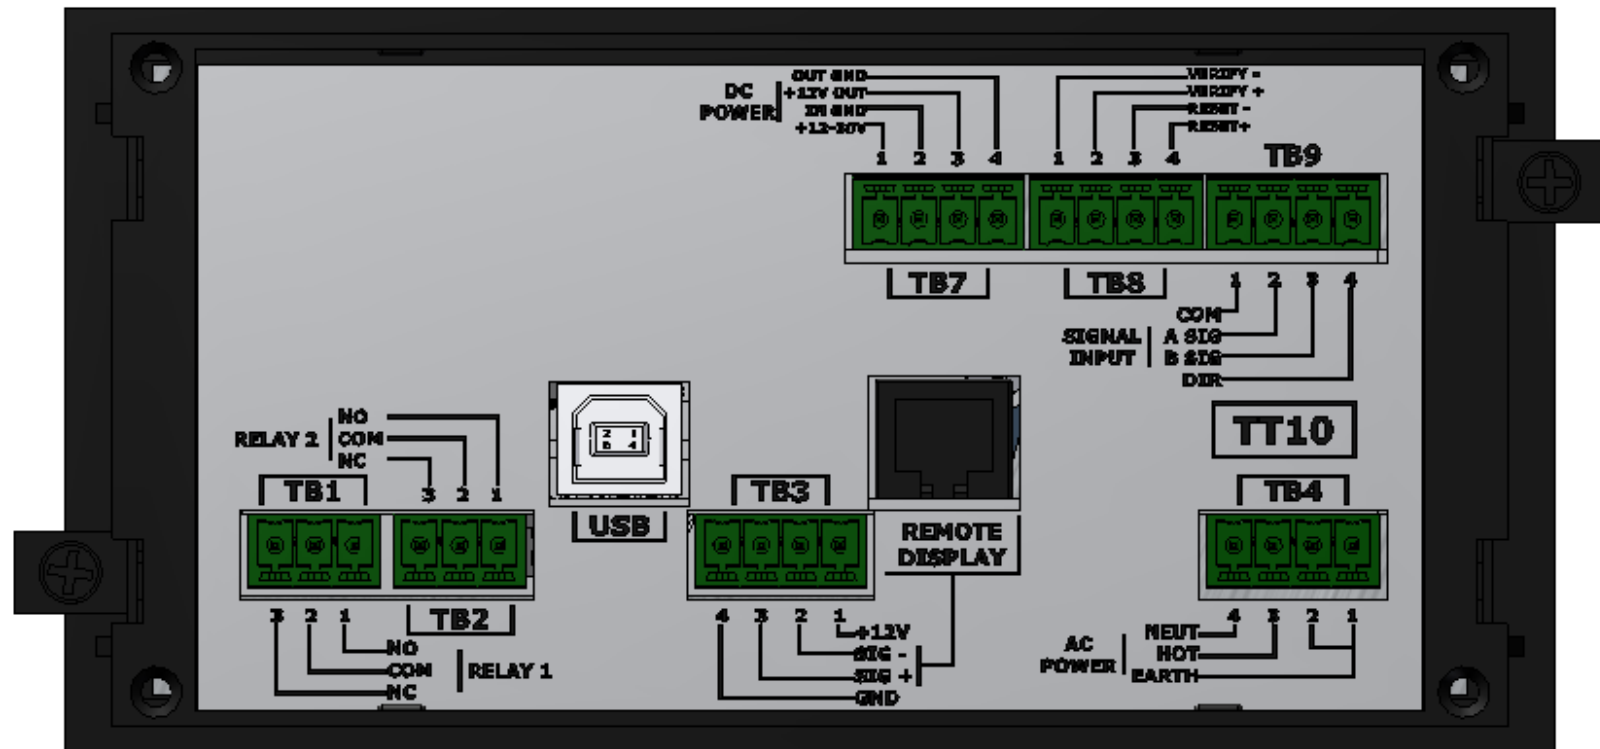 DC
POWER
OUT GND
+12V OUT
IN GND
+12-30V
1 2 3 4
VERIFY -
VERIFY +
RESET -
RESET+
1 2 3 4
TB9
TB7
TB8
1 2 3 4
SIGNAL
INPUT
COM
A SIG
B SIG
DIR
TT10
RELAY 2
NO
COM
NC
TB1
3 2 1
2 1
3 4
USB
TB3
REMOTE
DISPLAY
TB4
TB2
3 2 1
NO
COM
NC
RELAY 1
4 3 2 1
+12V
SIG -
SIG +
GND
4 3 2 1
AC
POWER
NEUT
HOT
EARTH